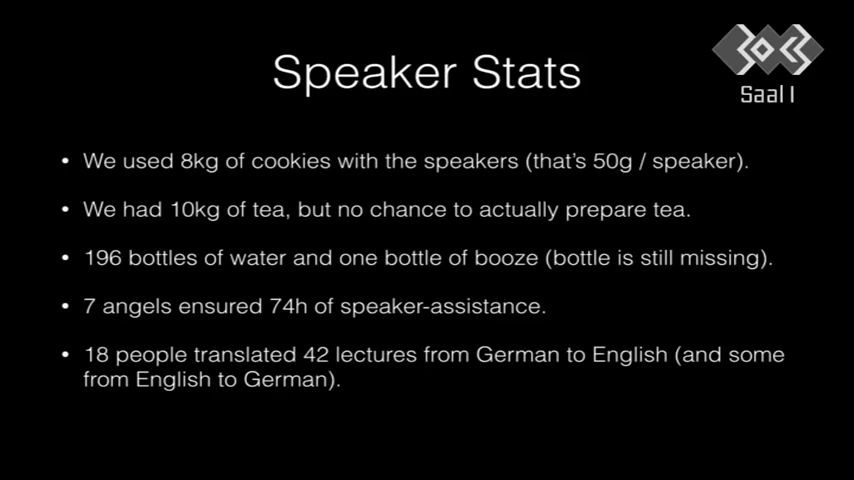 30C3
Saal 1
Speaker Stats
• We used 8kg of cookies with the speakers (that's 50g / speaker).
• We had 10kg of tea, but no chance to actually prepare tea.
• 196 bottles of water and one bottle of booze (bottle is still missing).
• 7 angels ensured 74h of speaker-assistance.
• 18 people translated 42 lectures from German to English (and some
from English to German).